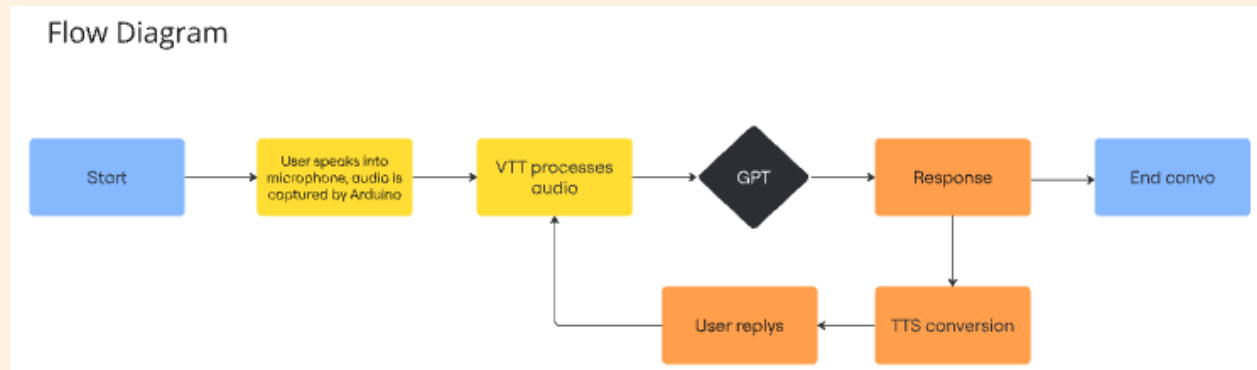 Flow Diagram
Start
User speaks into
microphone, audio is
captured by Arduino
VTT processes
audio
GPT
Response
End convo
User replys
TTS conversion